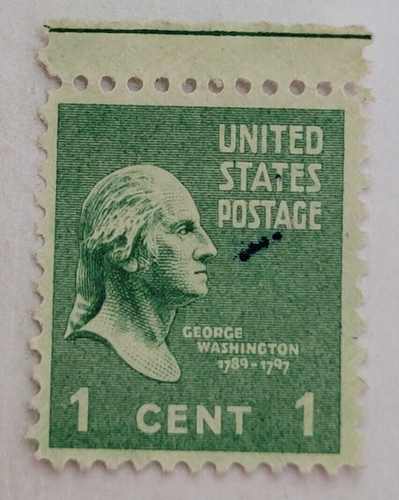 UNITED
STATES
POSTAGE
GEORGE
WASHINGTON
1789-1797
1 CENT 1